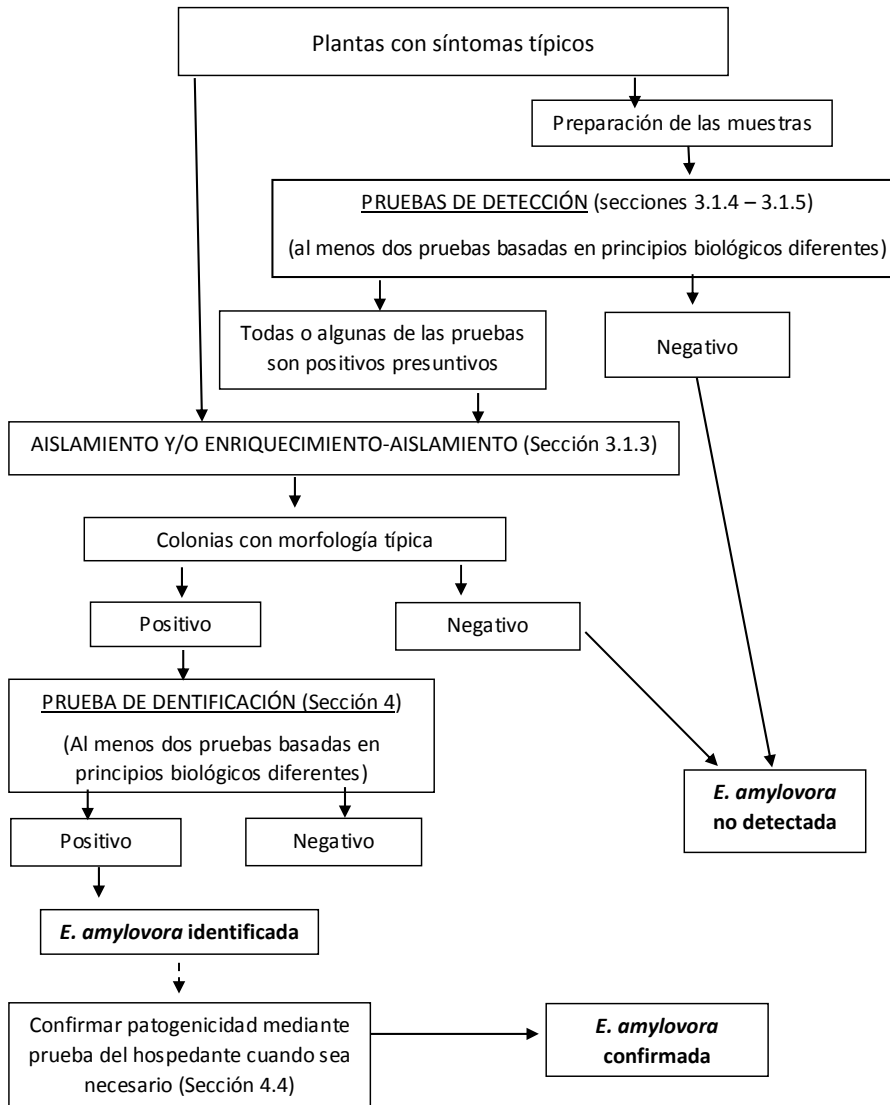 Plantas con síntomas típicos
Preparación de las muestras
PRUEBAS DE DETECCIÓN (secciones 3.1.4 – 3.1.5)
(al menos dos pruebas basadas en principios biológicos diferentes)
Todas o algunas de las pruebas
son positivos presuntivos
Negativo
AISLAMIENTO Y/O ENRIQUECIMIENTO-AISLAMIENTO (Sección 3.1.3)
Colonias con morfología típica
Positivo
Negativo
PRUEBA DE DENTIFICACIÓN (Sección 4)
(Al menos dos pruebas basadas en
principios biológicos diferentes)
E. amylovora
no detectada
Positivo
Negativo
E. amylovora identificada
Confirmar patogenicidad mediante
prueba del hospedante cuando sea
necesario (Sección 4.4)
E. amylovora
confirmada